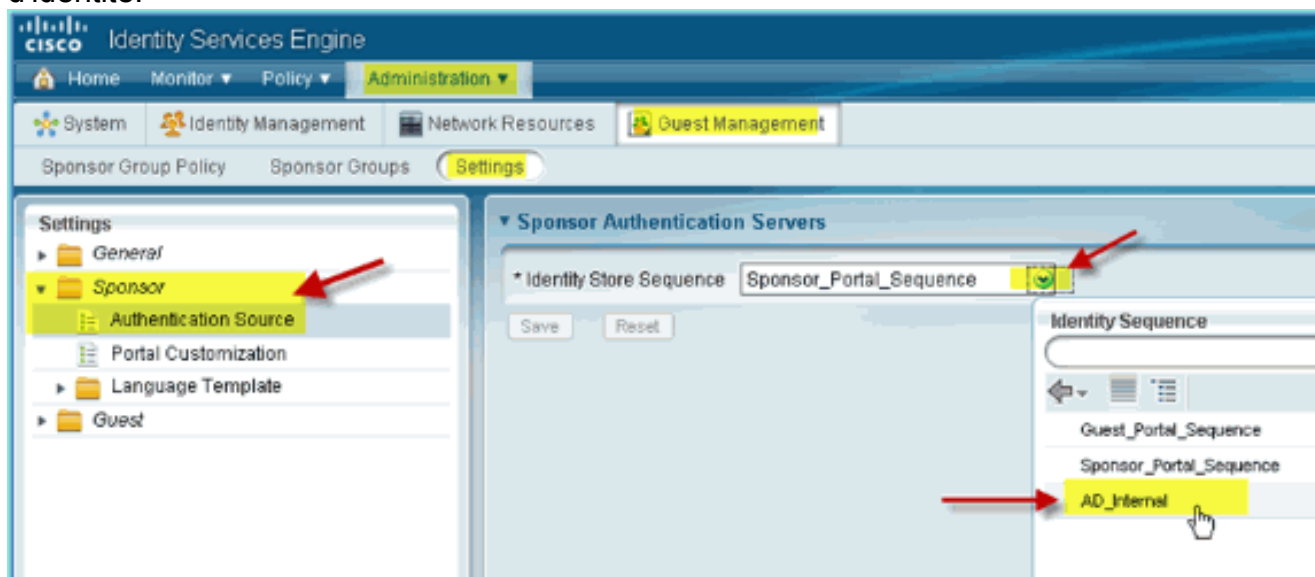 d'identité.
CISCO Identity Services Engine
Home Monitor ▼ Policy ▼ Administration ▼
System Identity Management Network Resources Guest Management
Sponsor Group Policy Sponsor Groups Settings
Settings
General
Sponsor
Authentication Source
Portal Customization
Language Template
Guest
▼ Sponsor Authentication Servers
* Identity Store Sequence Sponsor_Portal_Sequence
Save Reset
Identity Sequence
Guest_Portal_Sequence
Sponsor_Portal_Sequence
AD_Internal